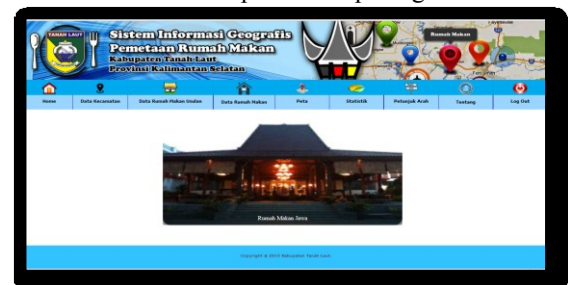 TANAH LAUT
Sistem Informasi Geografis
Pemetaan Rumah Makan
Kabupaten Tanah Laut
Provinsi Kalimantan Selatan
Rumah Makan
Home
Data Kecamatan
Data Rumah Makan Usulan
Data Rumah Makan
Peta
Statistik
Petunjuk Arah
Tentang
Log Out
Rumah Makan Jawa
Kabupaten Tanah Laut